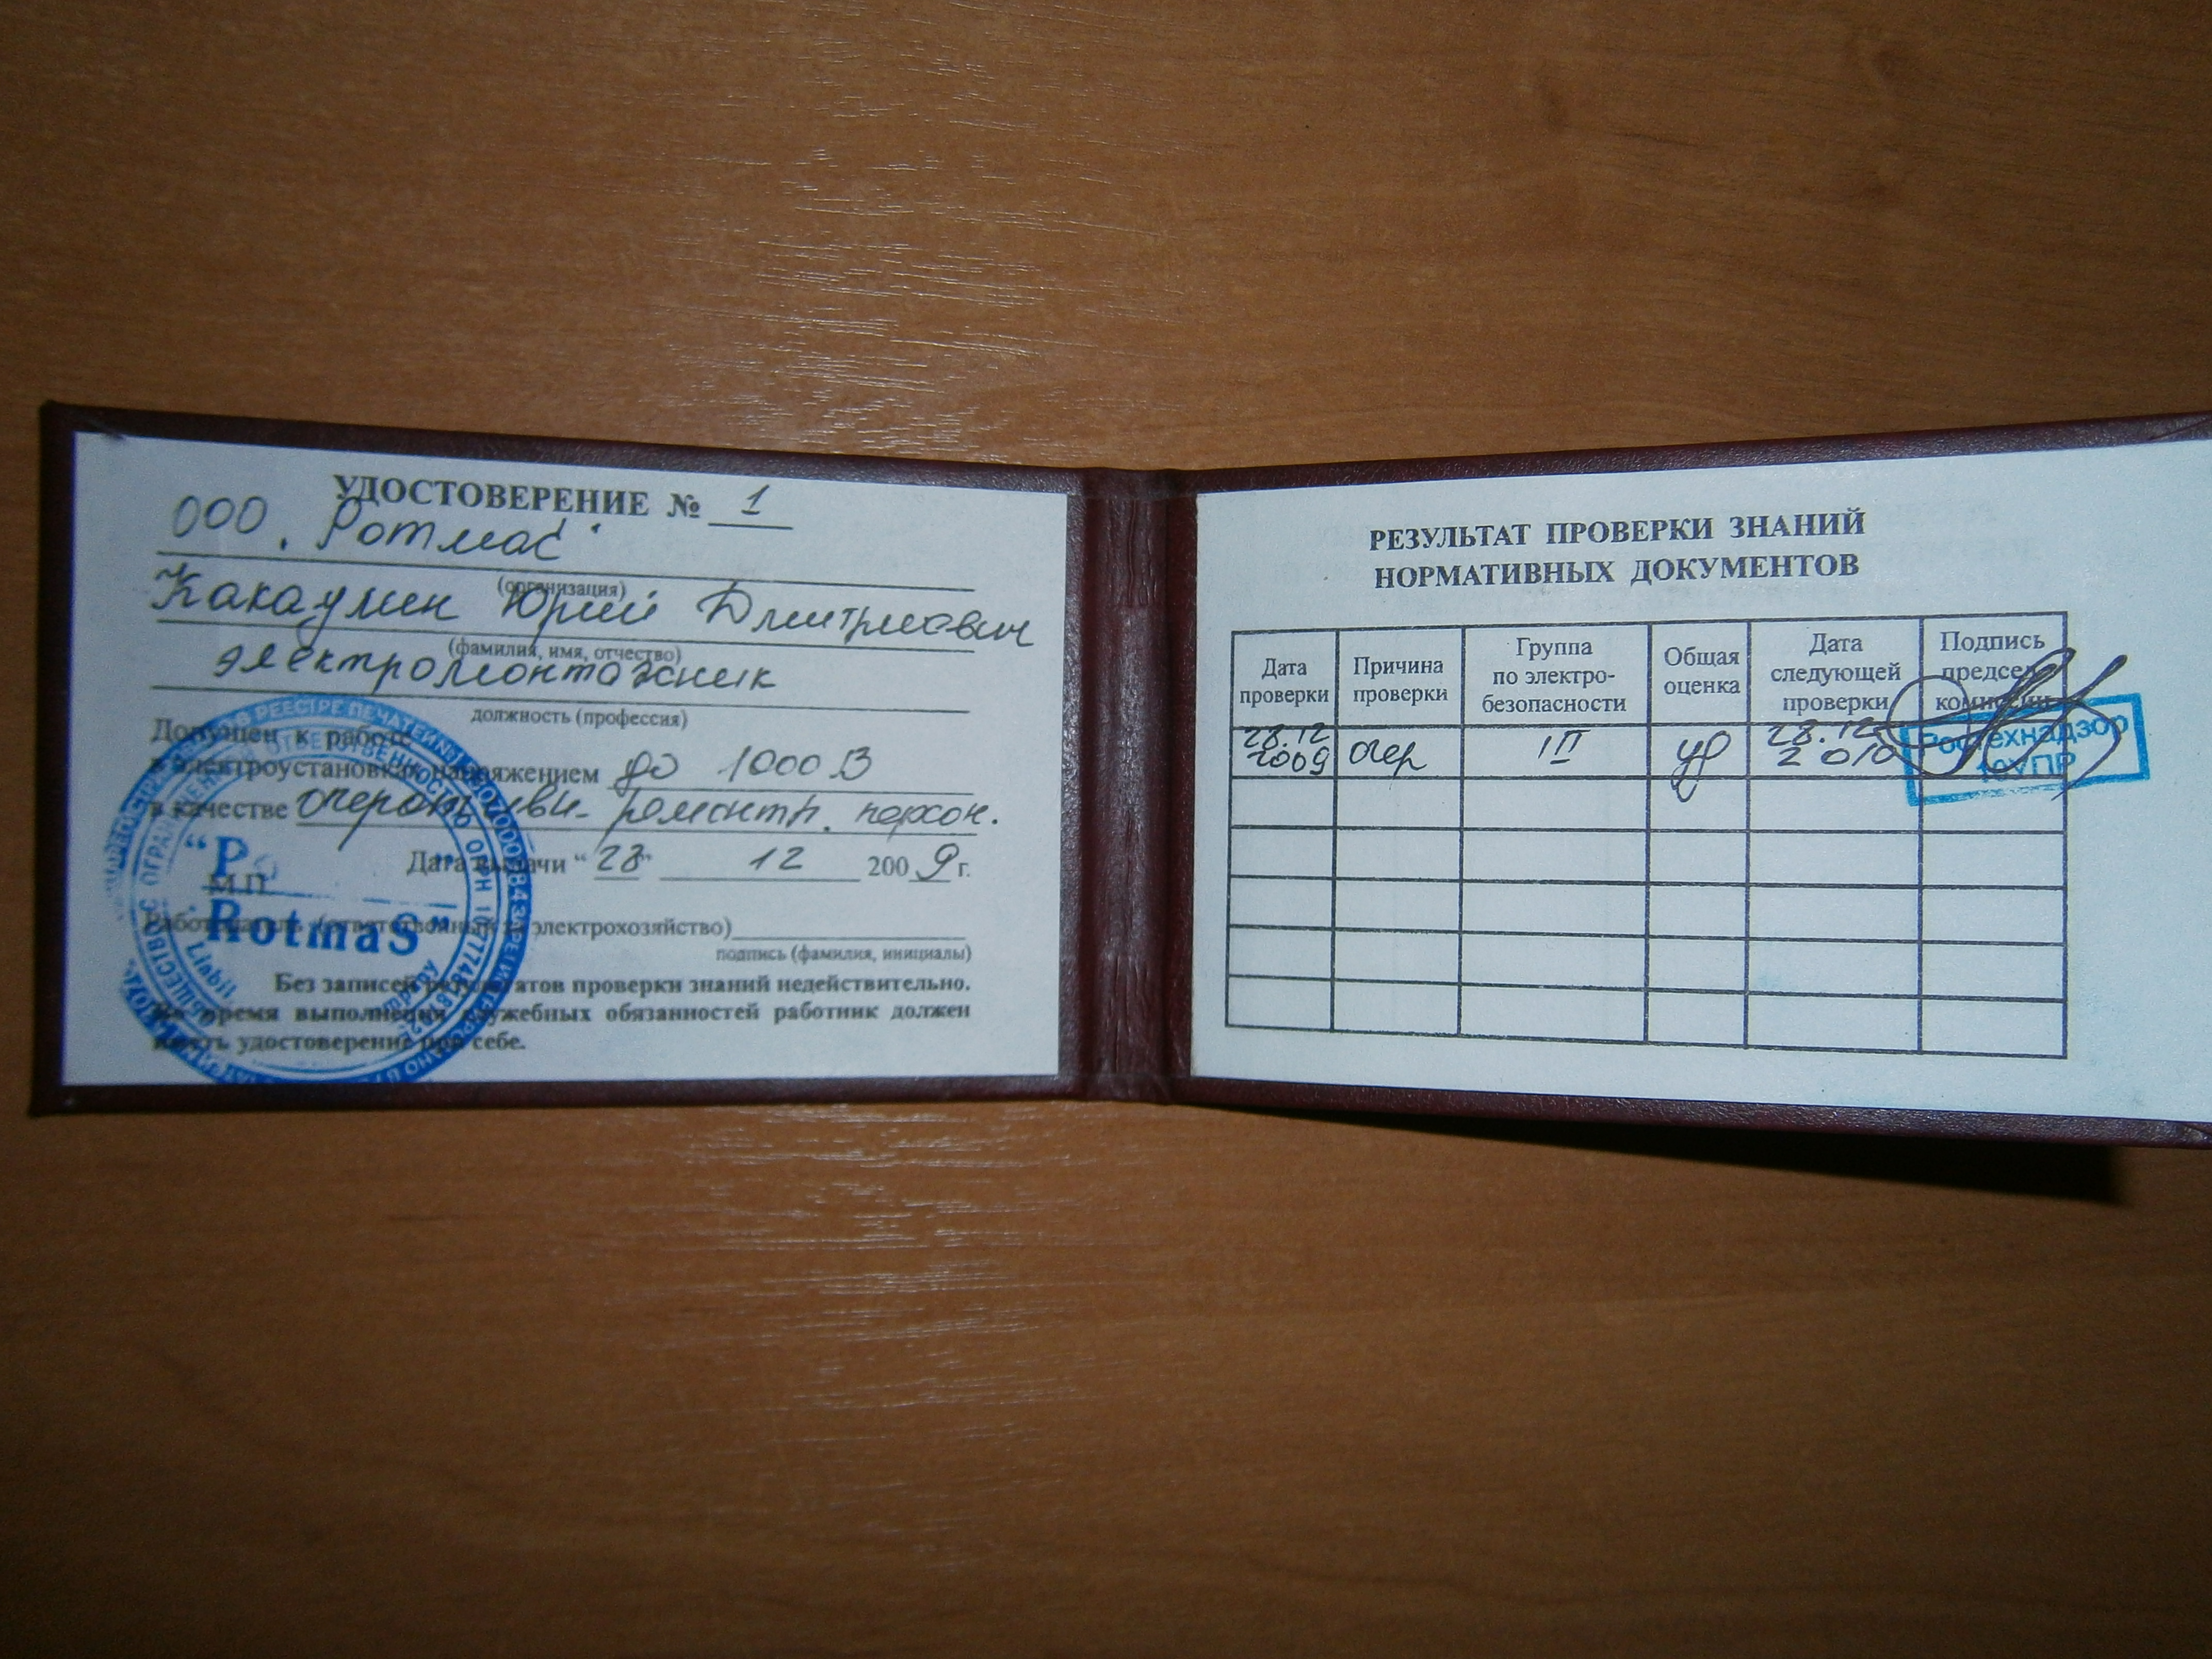 УДОСТОВЕРЕНИЕ № 1
ООО "Ротмас"
(организация)
Какаулин Юрий Дмитриевич
(фамилия, имя, отчество)
электромонтажник
должность (профессия)
Допущен к работе
в электроустановках напряжением до 1000 В
в качестве оперативн- ремонтн. персон.
Дата выдачи "28" 12 2009 г.
М.П.
Работодатель (ответственный за электрохозяйство)
подпись (фамилия, инициалы)
Без записей результатов проверки знаний недействительно.
Во время выполнения служебных обязанностей работник должен
иметь удостоверение при себе.
RotmaS"
РЕЗУЛЬТАТ ПРОВЕРКИ ЗНАНИЙ
НОРМАТИВНЫХ ДОКУМЕНТОВ
Дата проверки Причина проверки Группа по электро-безопасности Общая оценка Дата следующей проверки Подпись председ. комиссии
28.12 2009 очер III уд 28.12 2010
Ростехнадзор
МУПР